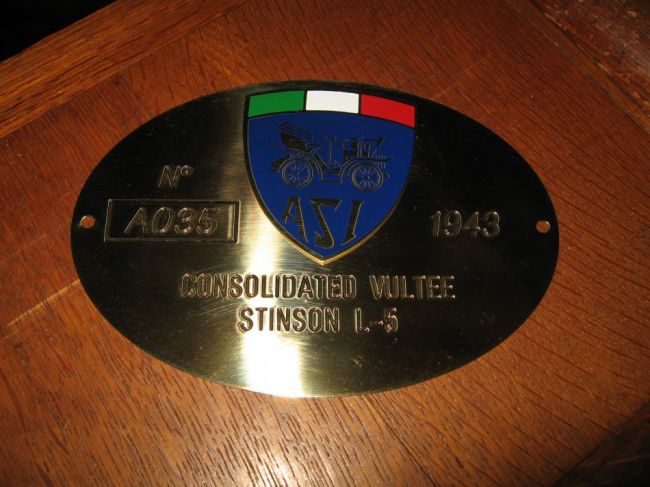 ASI
N°
A035
1943
CONSOLIDATED VULTEE
STINSON L-5